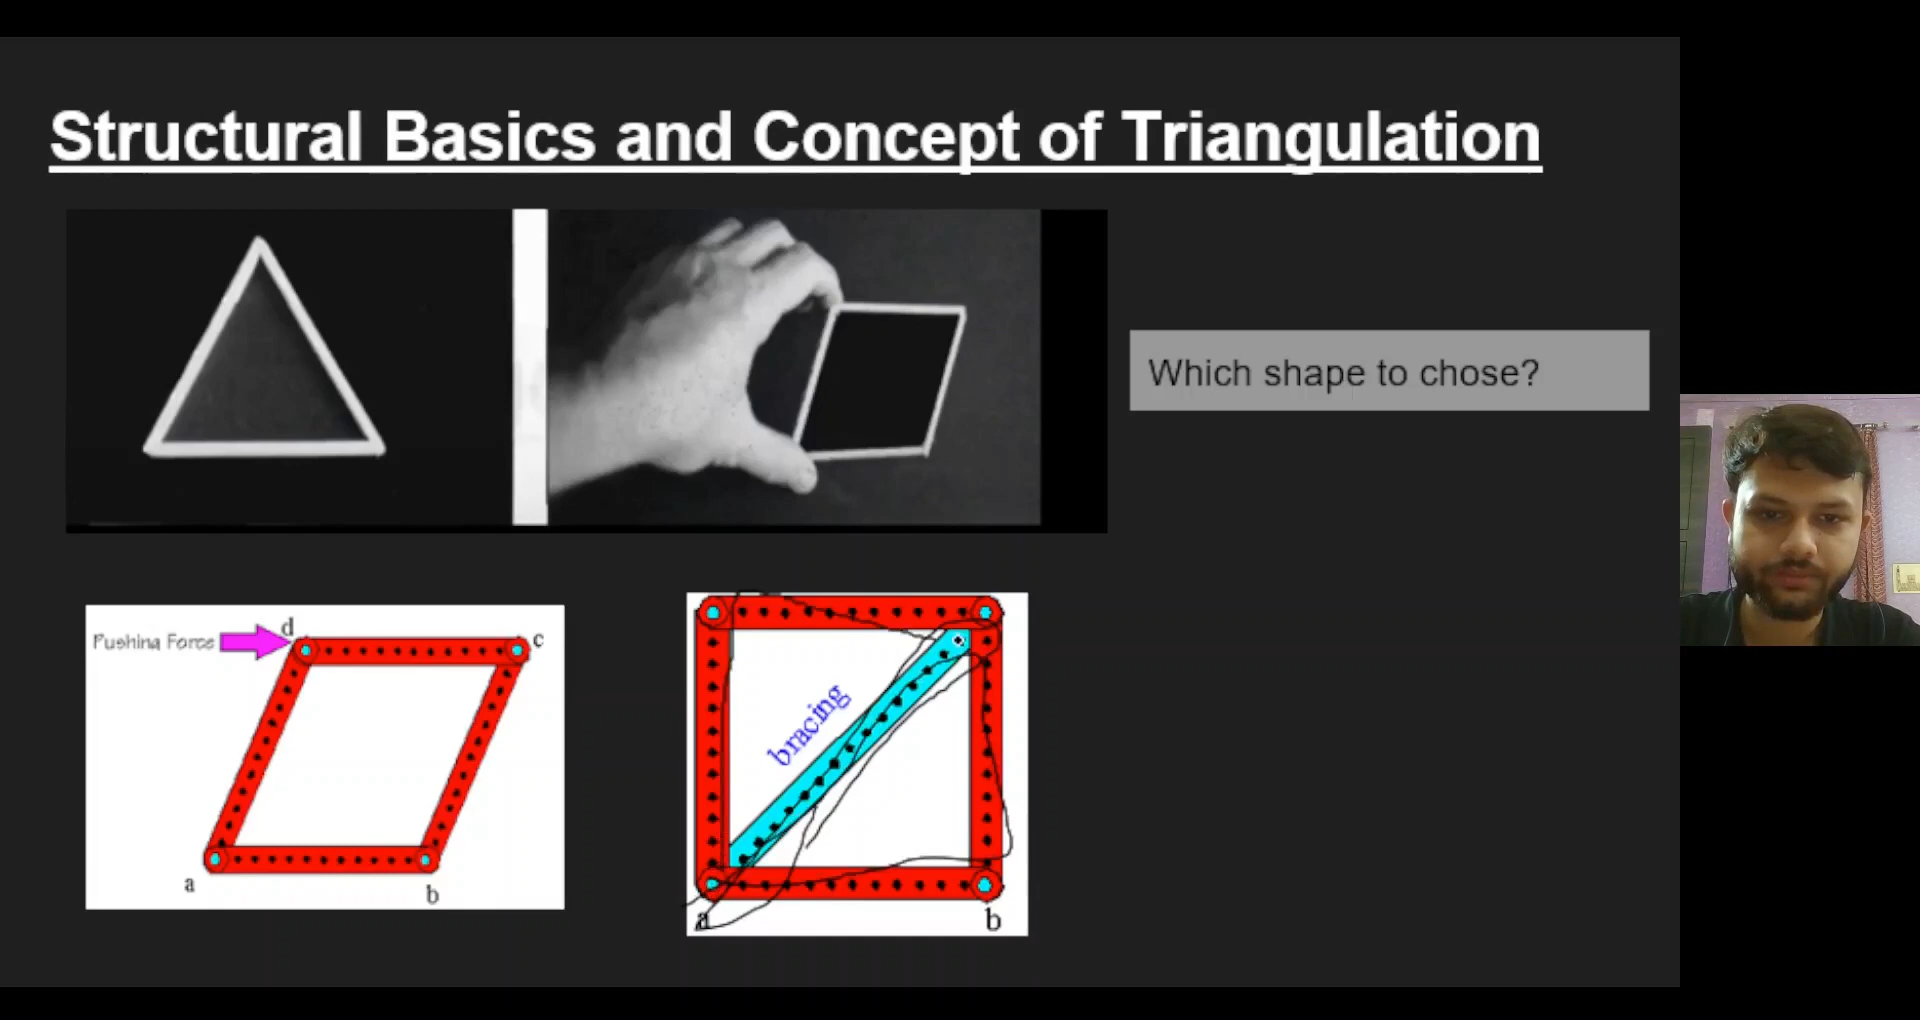 Structural Basics and Concept of Triangulation
Which shape to chose?
Pushing Force
d
c
a
b
bracing
a
b